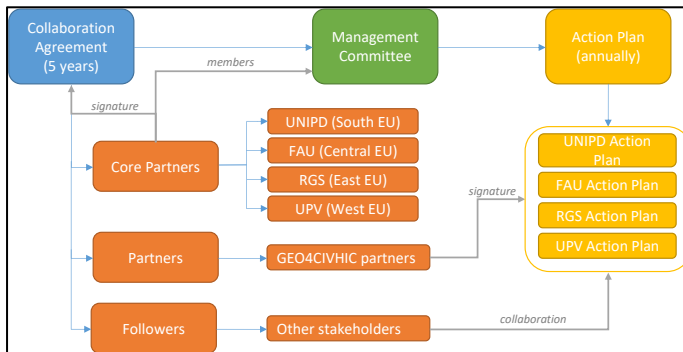 Collaboration
Agreement
(5 years)
Management
Committee
Action Plan
(annually)
members
signature
Core Partners
UNIPD (South EU)
FAU (Central EU)
RGS (East EU)
UPV (West EU)
signature
UNIPD Action
Plan
FAU Action Plan
RGS Action Plan
UPV Action Plan
Partners
GEO4CIVHIC partners
Followers
Other stakeholders
collaboration